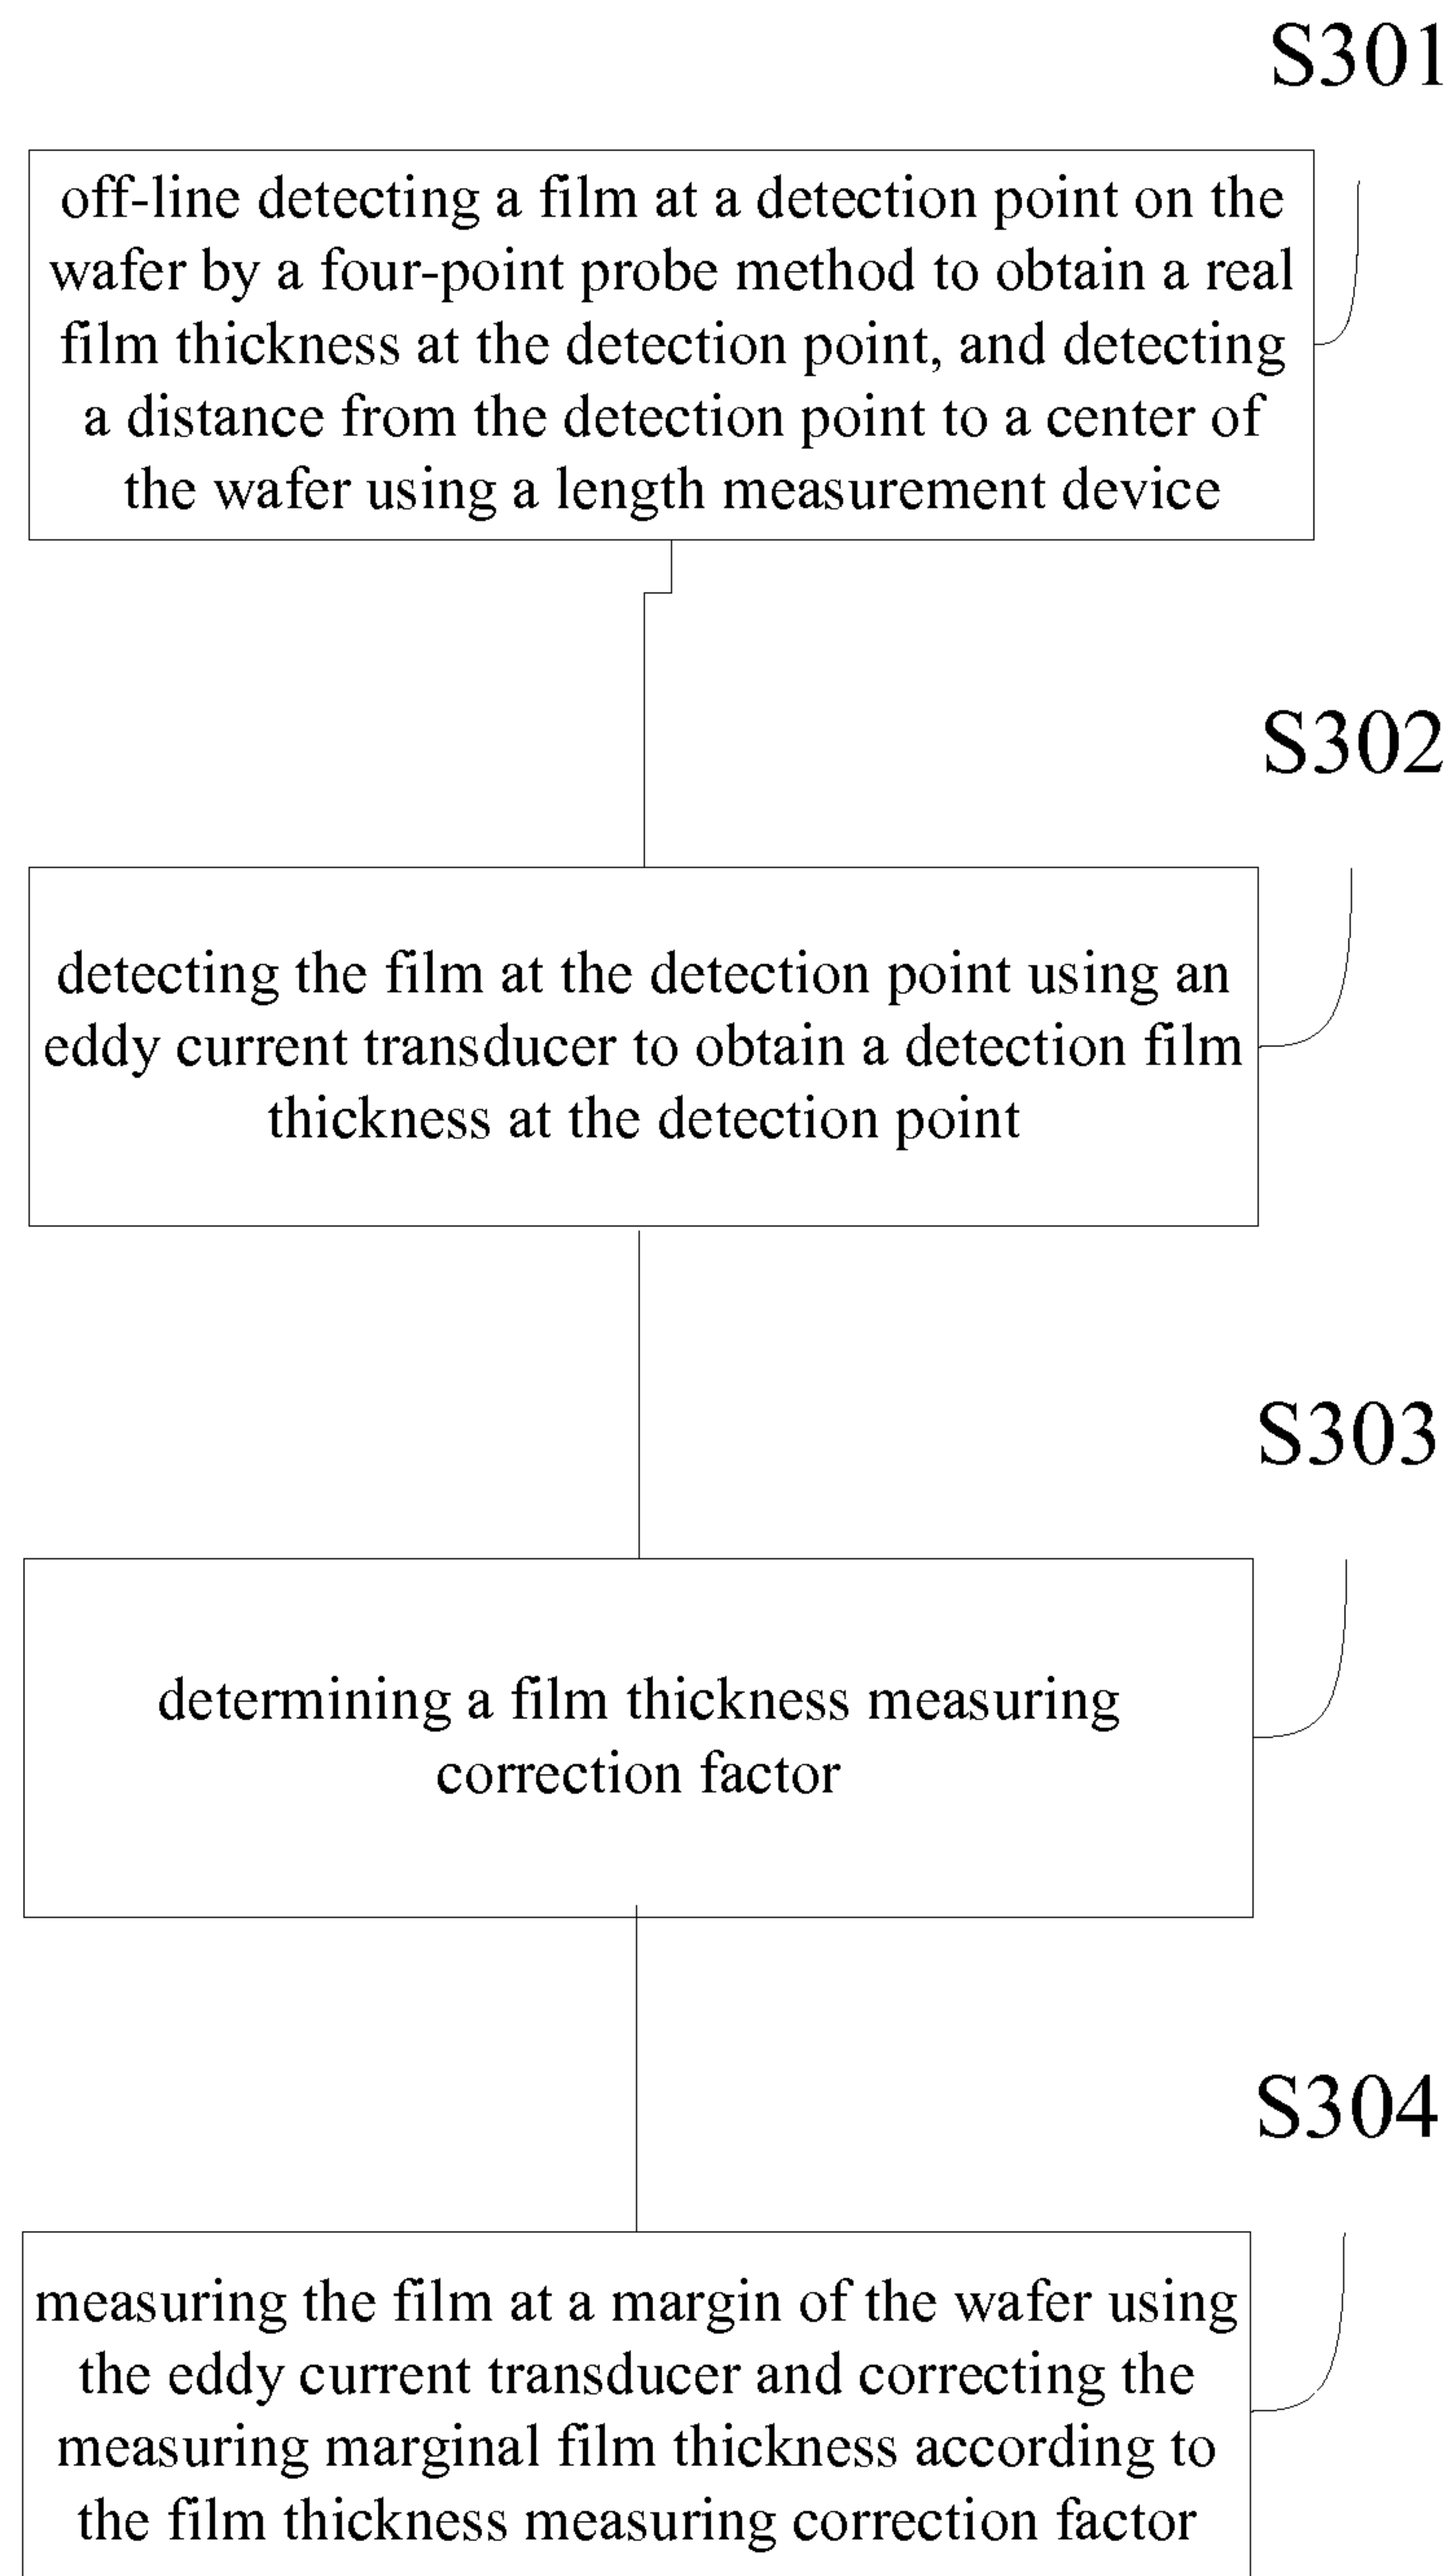 S301
off-line detecting a film at a detection point on the
wafer by a four-point probe method to obtain a real
film thickness at the detection point, and detecting
a distance from the detection point to a center of
the wafer using a length measurement device
S302
detecting the film at the detection point using an
eddy current transducer to obtain a detection film
thickness at the detection point
S303
determining a film thickness measuring
correction factor
S304
measuring the film at a margin of the wafer using
the eddy current transducer and correcting the
measuring marginal film thickness according to
the film thickness measuring correction factor